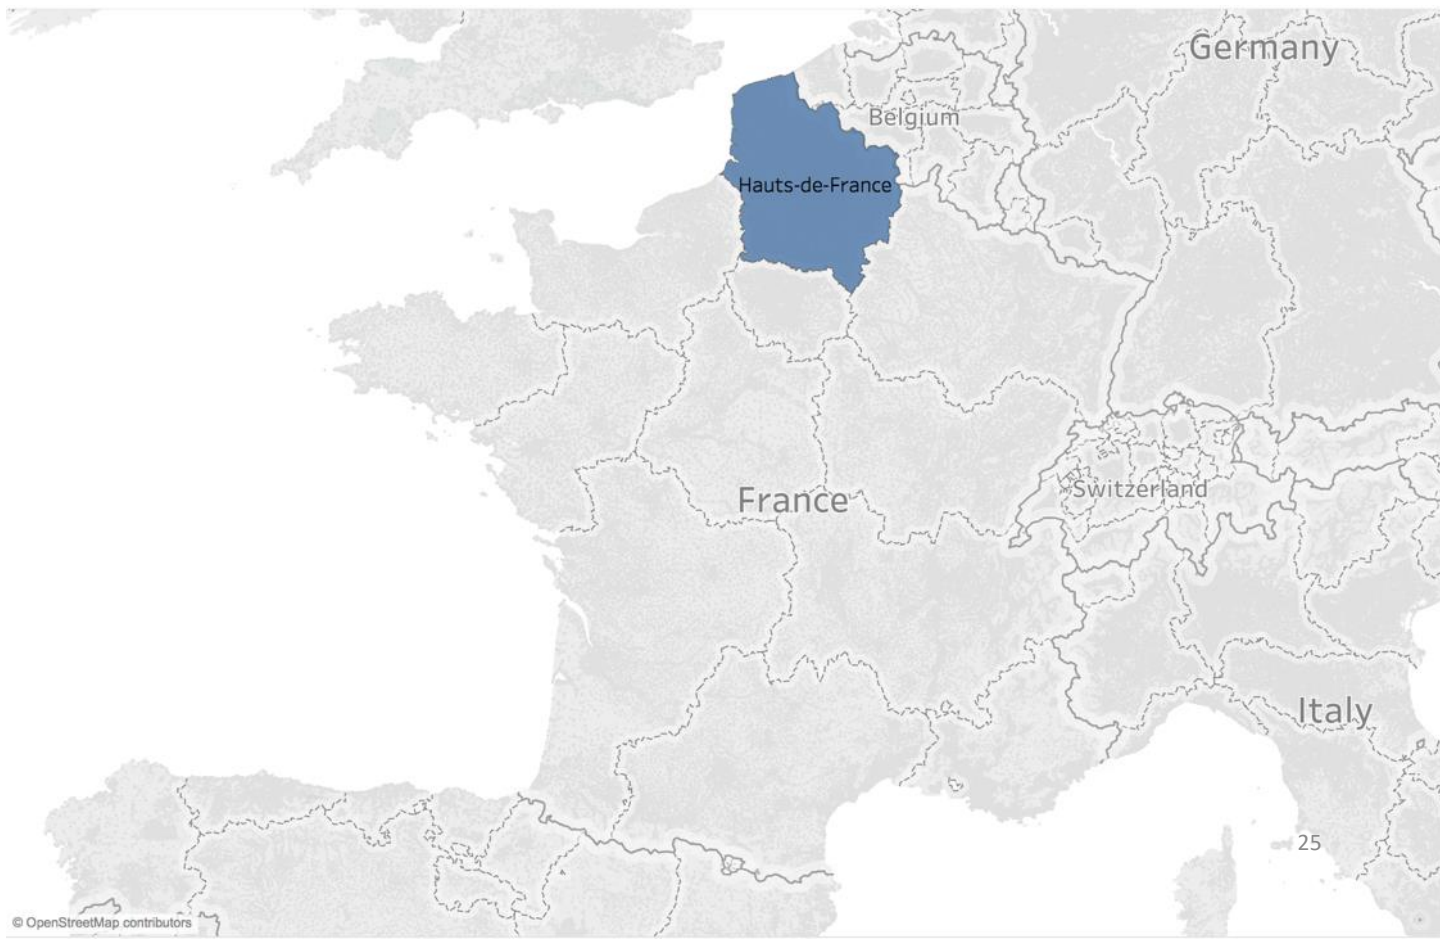 Germany
Belgium
Hauts-de-France
Switzerland
France
Italy
25
© OpenStreetMap contributors